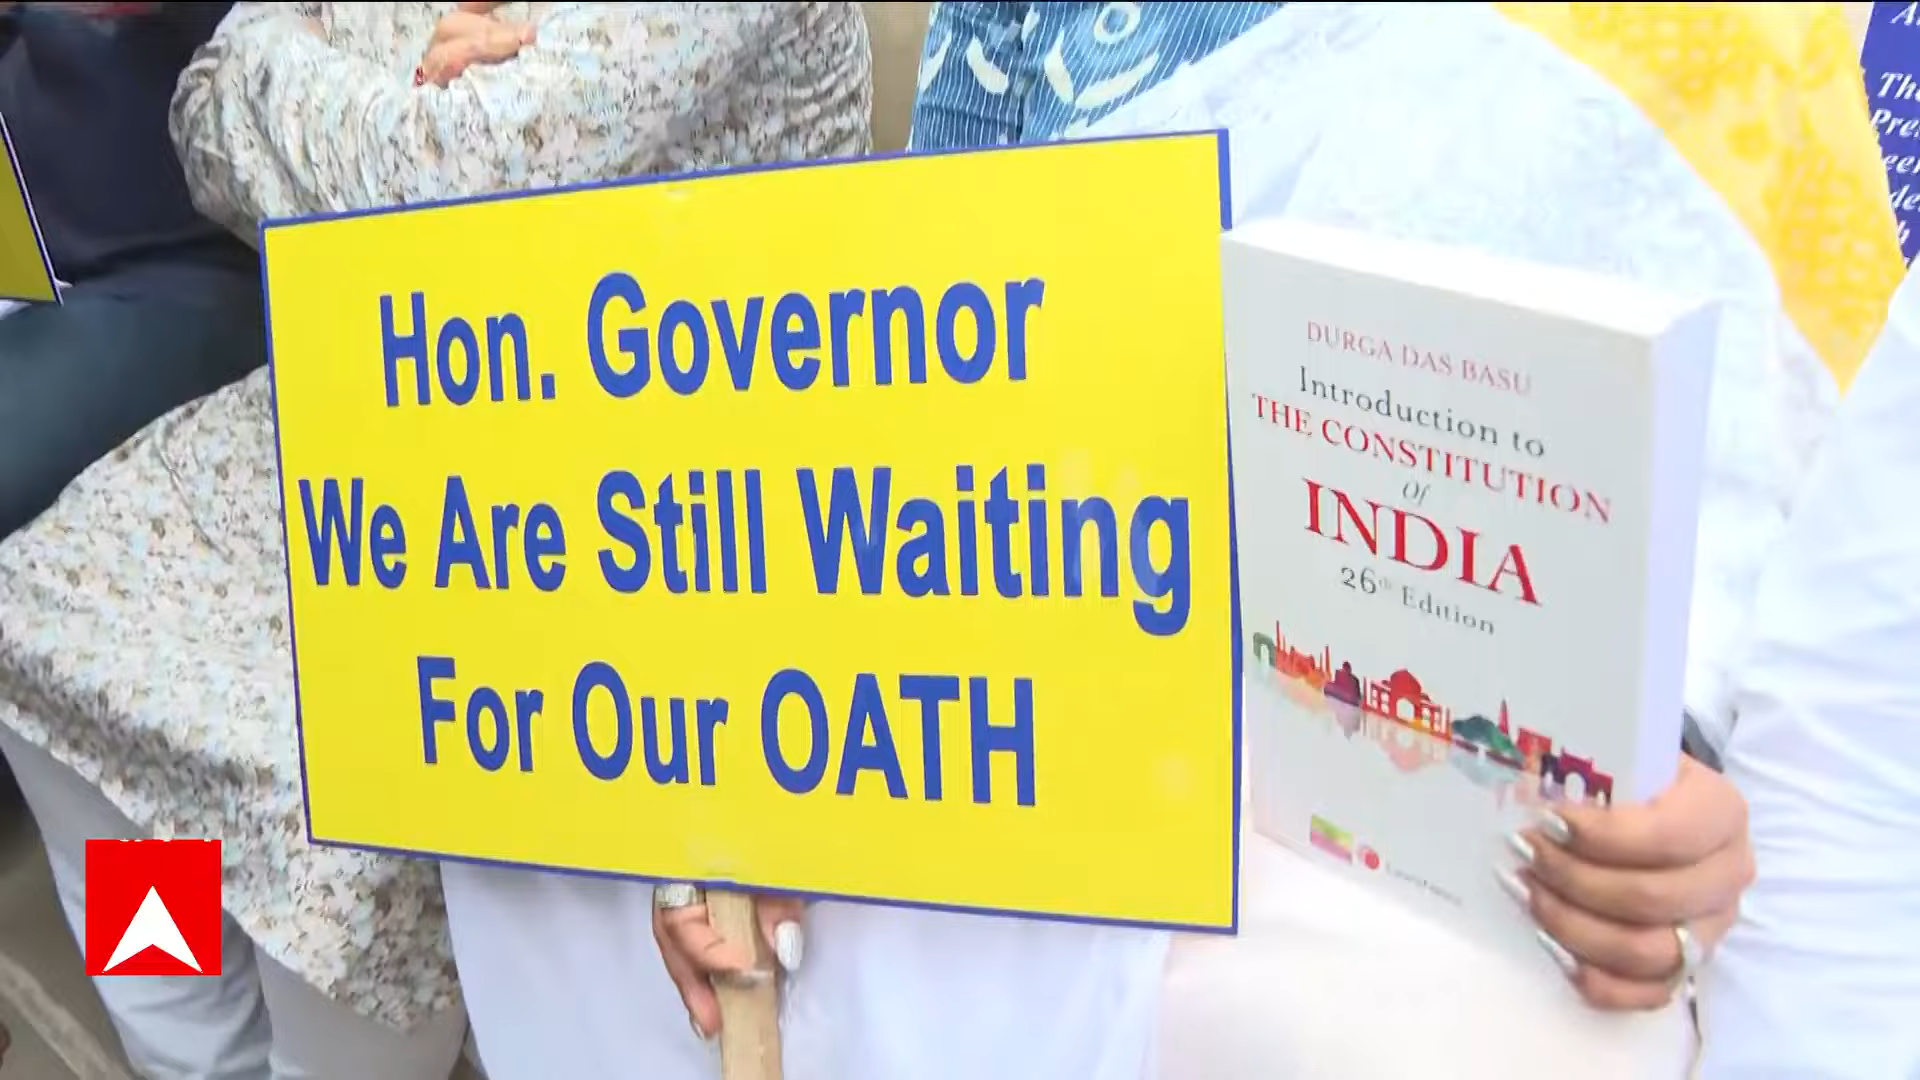 Hon. Governor
We Are Still Waiting
For Our OATH
DURGA DAS BASU
Introduction to
THE CONSTITUTION
Of
INDIA
26th Edition